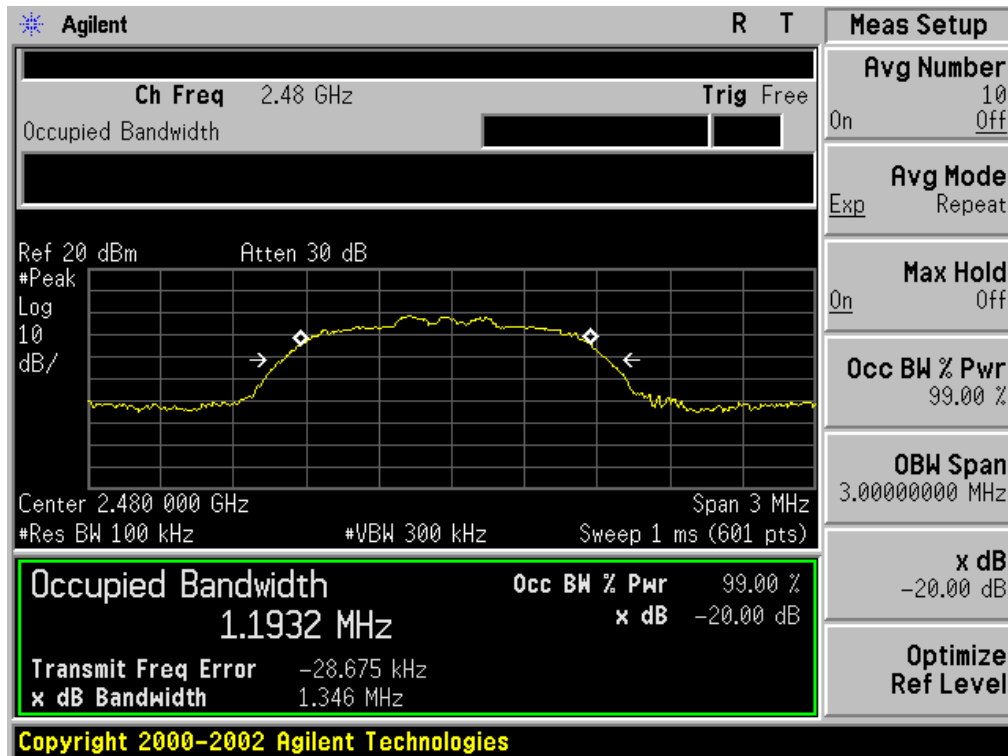 Agilent R T
Ch Freq 2.48 GHz Trig Free
Occupied Bandwidth
Ref 20 dBm Atten 30 dB
#Peak
Log
10
dB/
Center 2.480 000 GHz Span 3 MHz
#Res BW 100 kHz #VBW 300 kHz Sweep 1 ms (601 pts)
Occupied Bandwidth Occ BW % Pwr 99.00 %
1.1932 MHz x dB -20.00 dB
Transmit Freq Error -28.675 kHz
x dB Bandwidth 1.346 MHz
Copyright 2000-2002 Agilent Technologies
Meas Setup
Avg Number
10
On Off
Avg Mode
Exp Repeat
Max Hold
On Off
Occ BW % Pwr
99.00 %
OBW Span
3.00000000 MHz
x dB
-20.00 dB
Optimize
Ref Level